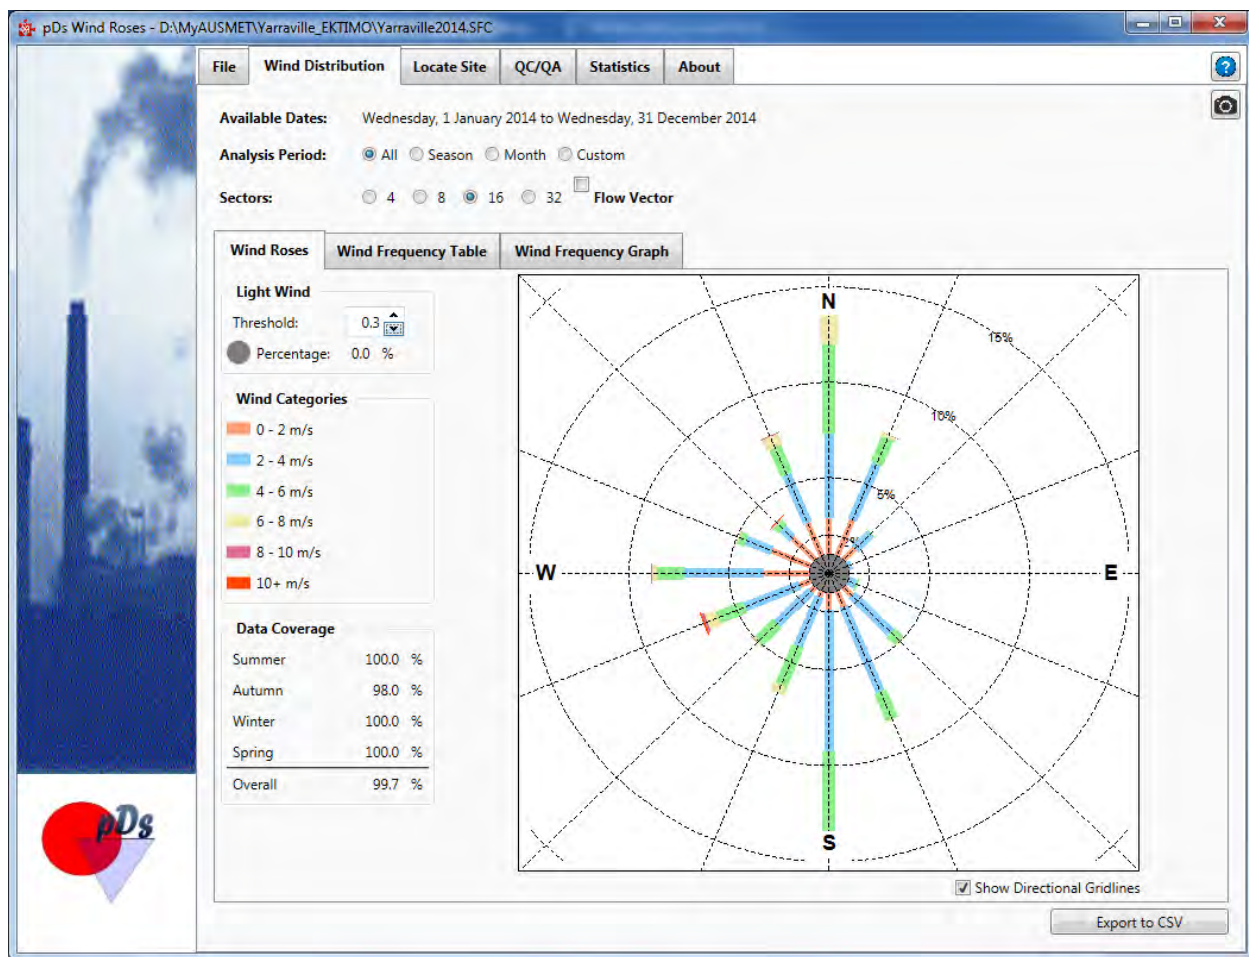 pDs Wind Roses - D:\MyAUSMET\Yarraville_EKTIMO\Yarraville2014.SFC
File Wind Distribution Locate Site QC/QA Statistics About
Available Dates: Wednesday, 1 January 2014 to Wednesday, 31 December 2014
Analysis Period: All Season Month Custom
Sectors: 4 8 16 32 Flow Vector
Wind Roses Wind Frequency Table Wind Frequency Graph
Light Wind
Threshold: 0.3
Percentage: 0.0 %
Wind Categories
0 - 2 m/s
2 - 4 m/s
4 - 6 m/s
6 - 8 m/s
8 - 10 m/s
10+ m/s
Data Coverage
Summer 100.0 %
Autumn 98.0 %
Winter 100.0 %
Spring 100.0 %
Overall 99.7 %
N
15%
10%
5%
2%
W
E
S
Show Directional Gridlines
Export to CSV
pDs